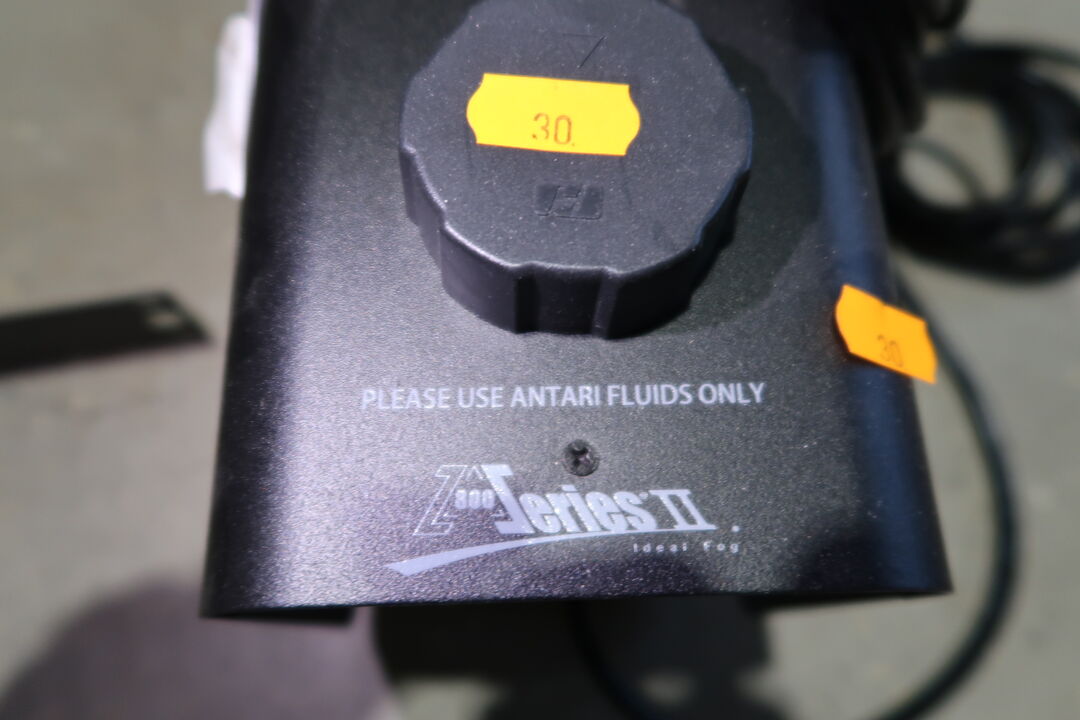 30
30
PLEASE USE ANTARI FLUIDS ONLY
Z-800 Series II
Ideal Fog